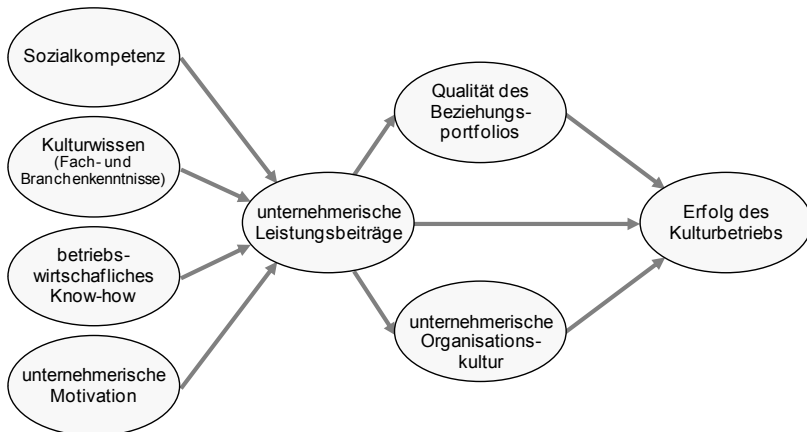 Sozialkompetenz
Kulturwissen
(Fach- und
Branchenkenntnisse)
betriebs-
wirtschafliches
Know-how
unternehmerische
Motivation
unternehmerische
Leistungsbeiträge
Qualität des
Beziehungs-
portfolios
unternehmerische
Organisations-
kultur
Erfolg des
Kulturbetriebs